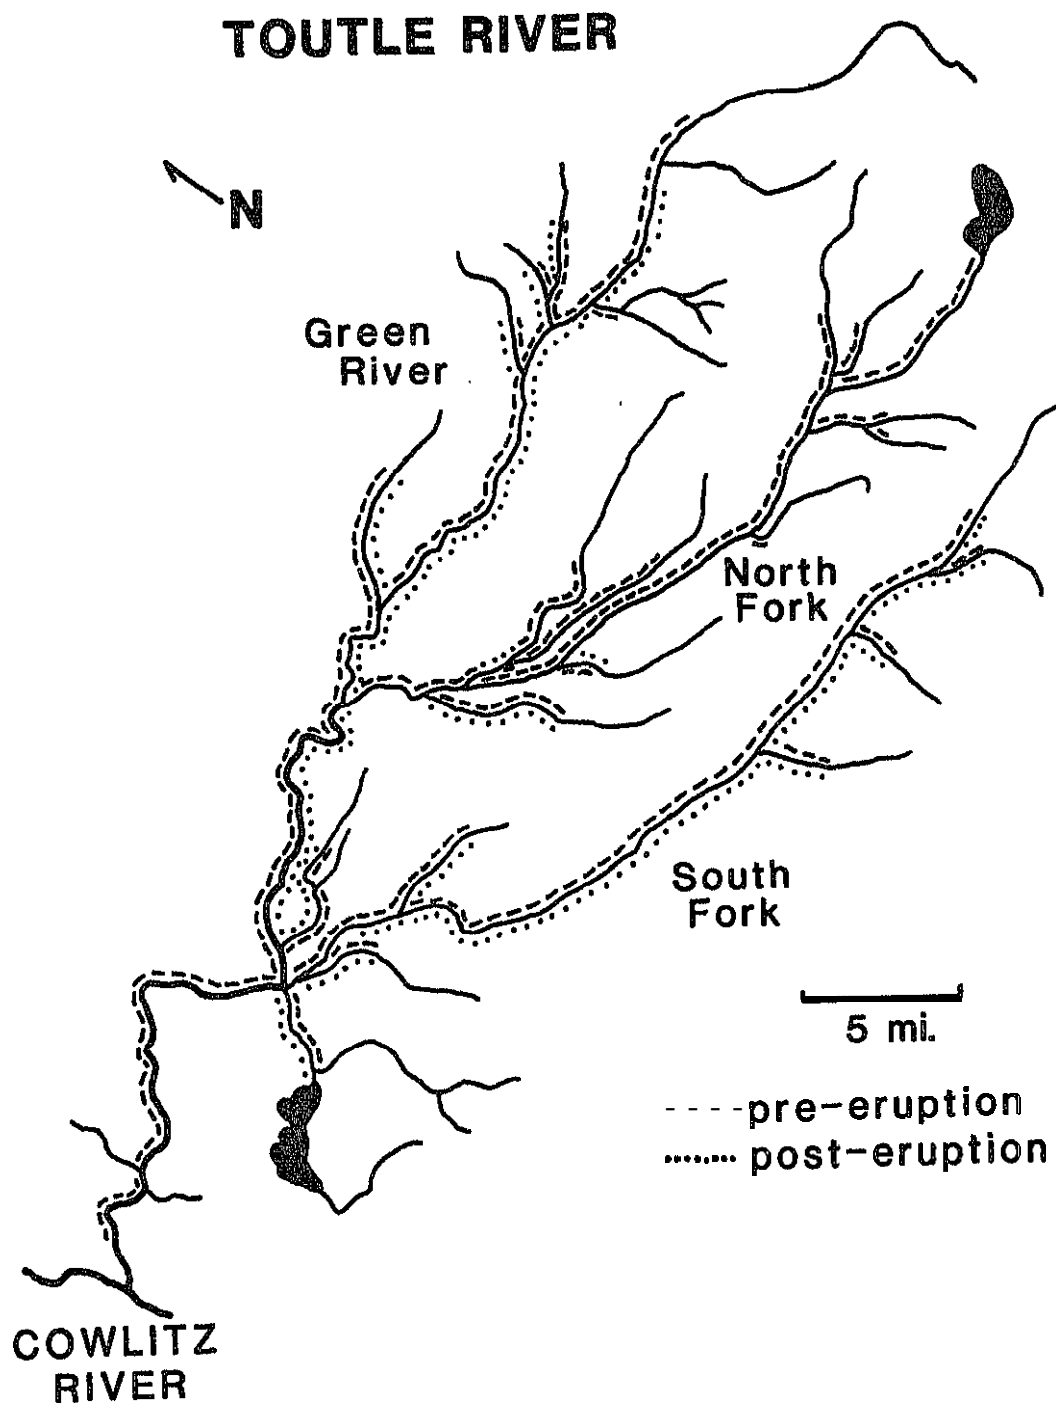 TOUTLE RIVER
N
Green
River
North
Fork
South
Fork
5 mi.
pre-eruption
post-eruption
COWLITZ
RIVER